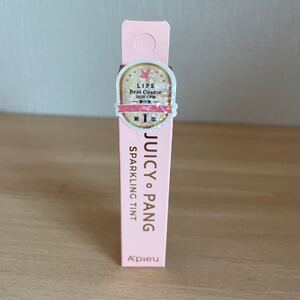 LIPS
Best Cosme
第1位
JUICY PANG
SPARKLING TINT
A'PIEU